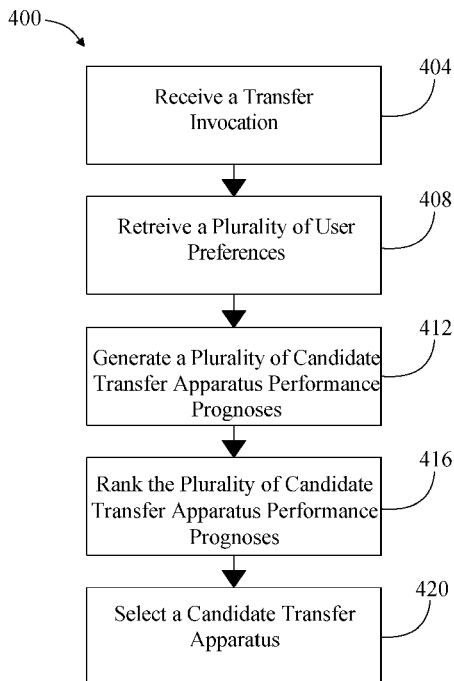 400
404
Receive a Transfer
Invocation
408
Retreive a Plurality of User
Preferences
412
Generate a Plurality of Candidate
Transfer Apparatus Performance
Prognoses
416
Rank the Plurality of Candidate
Transfer Apparatus Performance
Prognoses
420
Select a Candidate Transfer
Apparatus